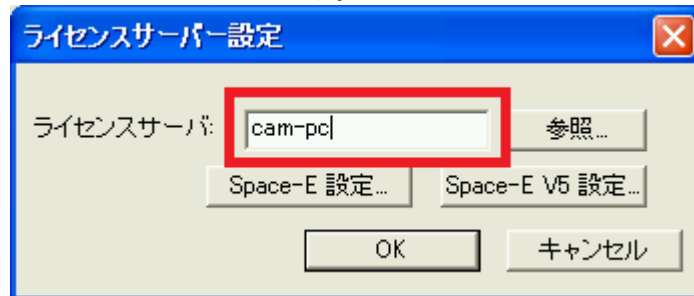 ライセンスサーバー設定
ライセンスサーバ: cam-pc 参照...
Space-E 設定... Space-E V5 設定...
OK キャンセル